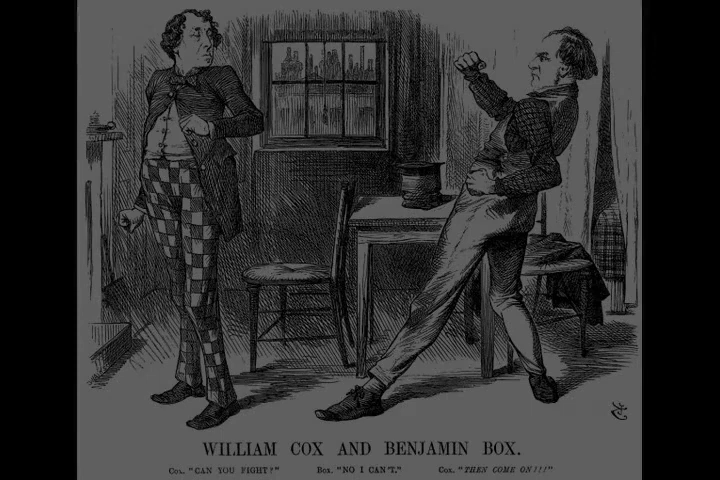 WILLIAM COX AND BENJAMIN BOX.
Cox. "CAN YOU FIGHT?" Box. "NO I CAN'T." Cox. "THEN COME ON!!!"